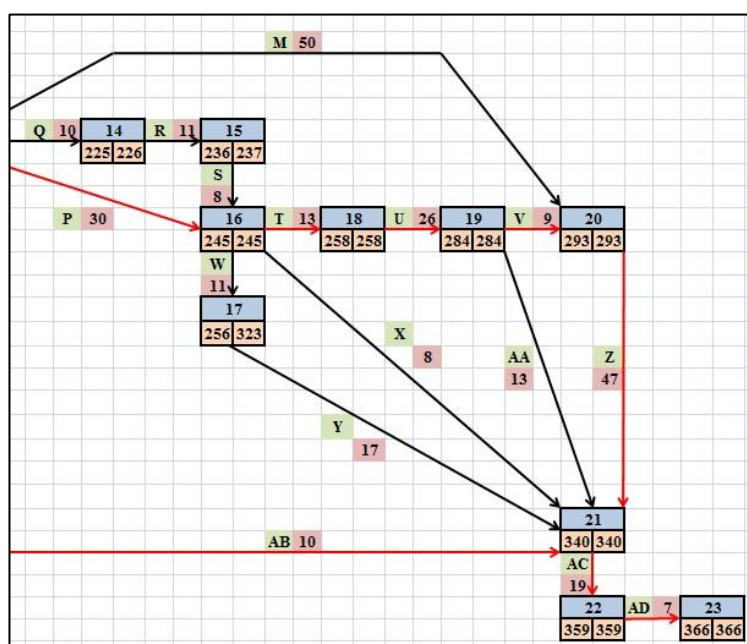 M 50
Q 10 14 R 11 15
225 226 236 237
S
8
P 30 16 T 13 18 U 26 19 V 9 20
245 245 258 258 284 284 293 293
W
11
17
256 323
X
8
AA
13
Z
47
Y
17
21
AB 10 340 340
AC
19
22 AD 7 23
359 359 366 366